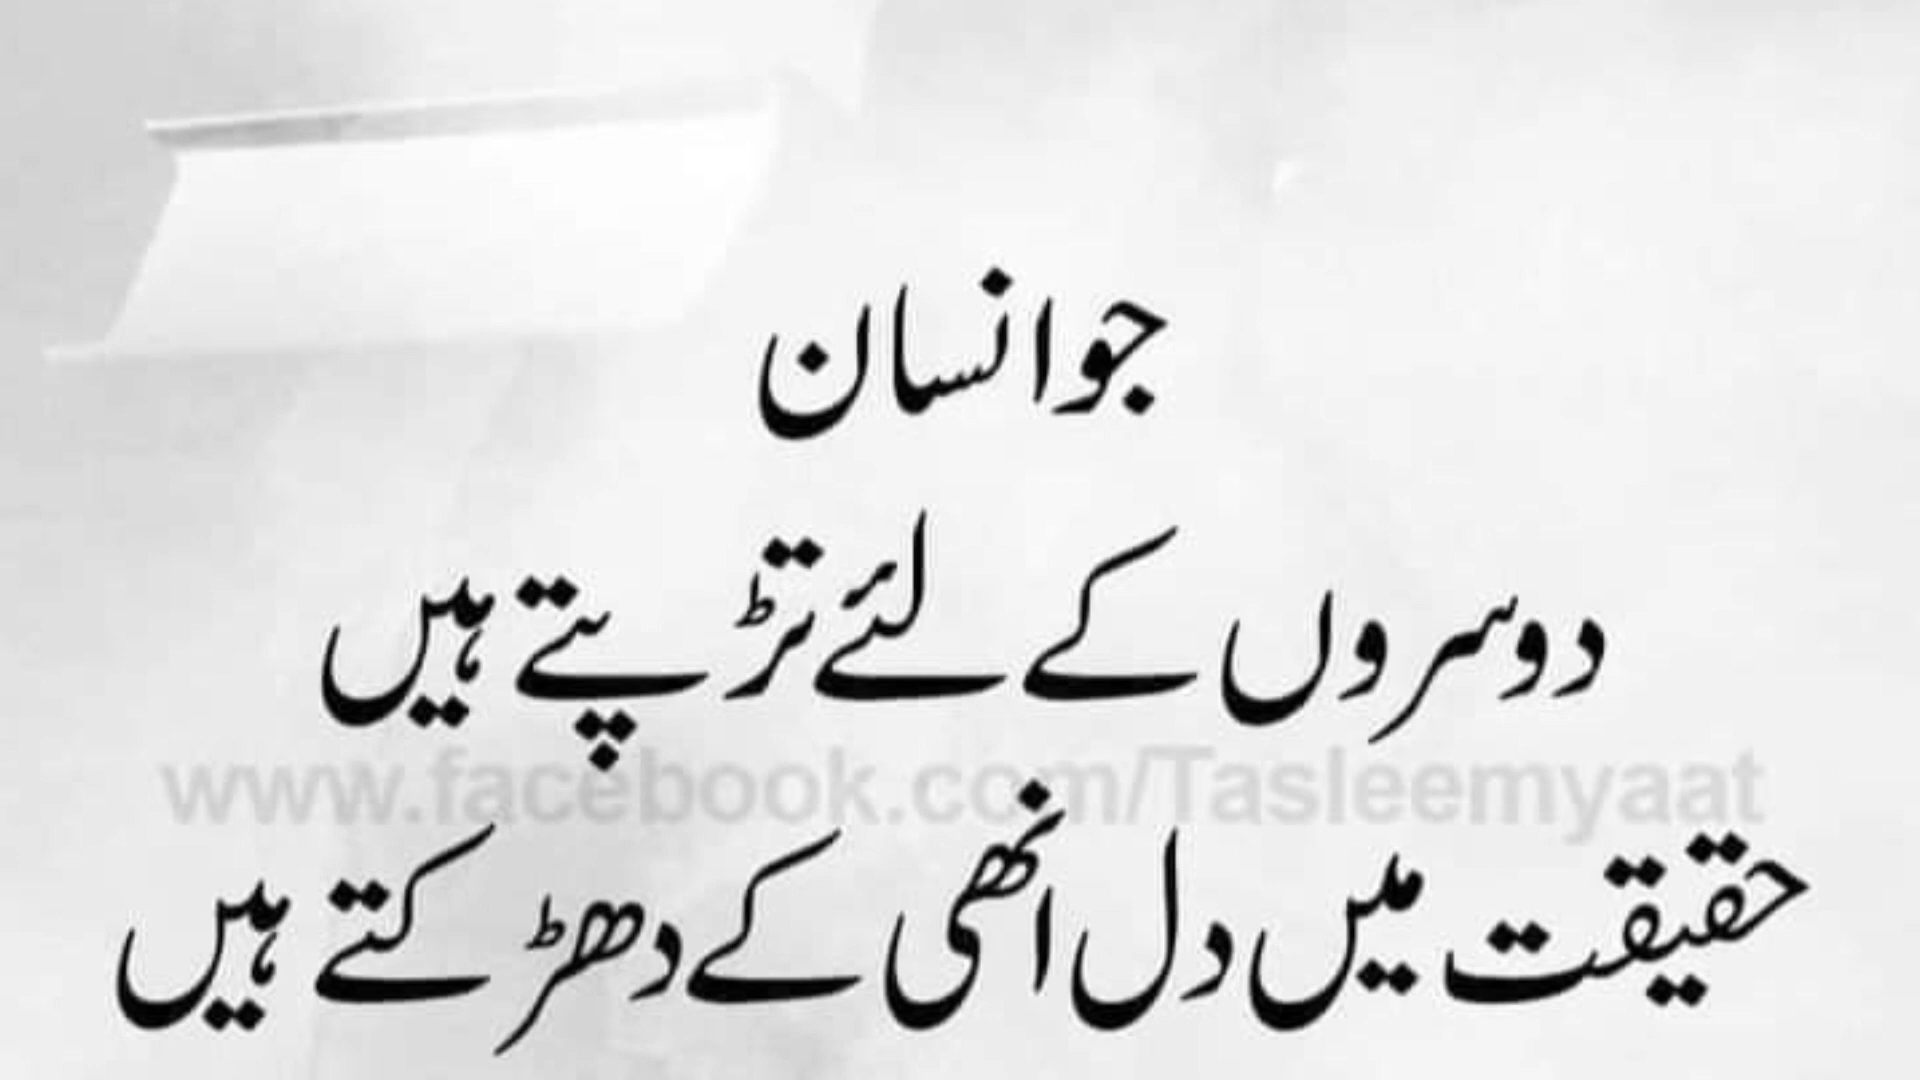 جو انسان
دوسروں کے لئے تڑپتے ہیں
www.facebook.com/Tasleemyaat
حقیقت میں دل انھی کے دھڑکتے ہیں